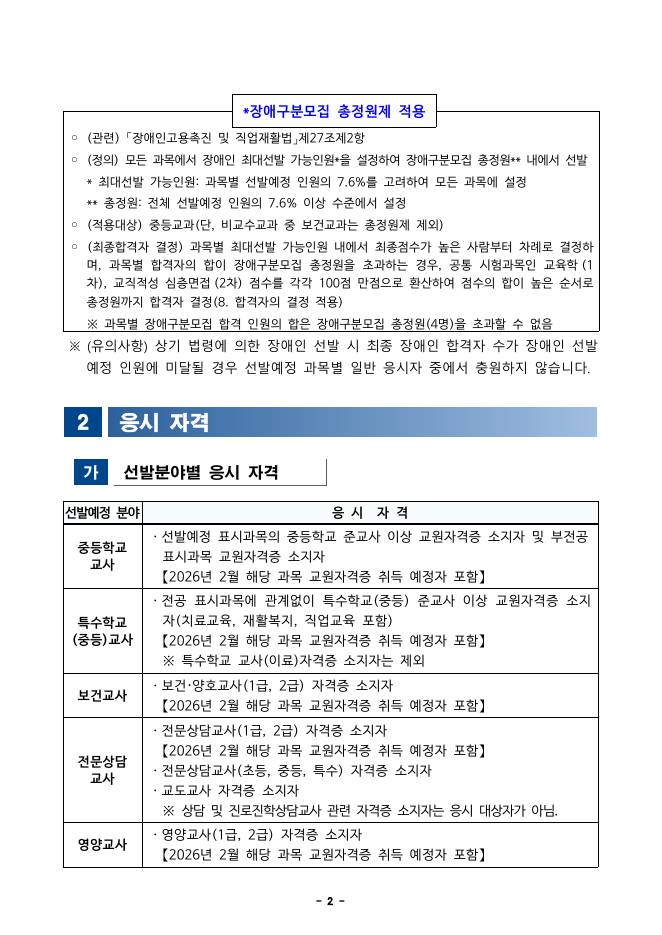 *장애구분모집 총정원제 적용
○ (관련) 「장애인고용촉진 및 직업재활법」제27조제2항
○ (정의) 모든 과목에서 장애인 최대선발 가능인원*을 설정하여 장애구분모집 총정원** 내에서 선발
* 최대선발 가능인원: 과목별 선발예정 인원의 7.6%를 고려하여 모든 과목에 설정
** 총정원: 전체 선발예정 인원의 7.6% 이상 수준에서 설정
○ (적용대상) 중등교과(단, 비교수교과 중 보건교과는 총정원제 제외)
○ (최종합격자 결정) 과목별 최대선발 가능인원 내에서 최종점수가 높은 사람부터 차례로 결정하
며, 과목별 합격자의 합이 장애구분모집 총정원을 초과하는 경우, 공통 시험과목인 교육학 (1
차), 교직적성 심층면접 (2차) 점수를 각각 100점 만점으로 환산하여 점수의 합이 높은 순서로
총정원까지 합격자 결정(8. 합격자의 결정 적용)
※ 과목별 장애구분모집 합격 인원의 합은 장애구분모집 총정원(4명)을 초과할 수 없음
※ (유의사항) 상기 법령에 의한 장애인 선발 시 최종 장애인 합격자 수가 장애인 선발
예정 인원에 미달될 경우 선발예정 과목별 일반 응시자 중에서 충원하지 않습니다.
2 응시 자격
가 선발분야별 응시 자격
선발예정 분야 응 시 자 격
중등학교
교사
· 선발예정 표시과목의 중등학교 준교사 이상 교원자격증 소지자 및 부전공
표시과목 교원자격증 소지자
【2026년 2월 해당 과목 교원자격증 취득 예정자 포함】
특수학교
(중등)교사
· 전공 표시과목에 관계없이 특수학교(중등) 준교사 이상 교원자격증 소지
자(치료교육, 재활복지, 직업교육 포함)
【2026년 2월 해당 과목 교원자격증 취득 예정자 포함】
※ 특수학교 교사(이료)자격증 소지자는 제외
보건교사
· 보건·양호교사(1급, 2급) 자격증 소지자
【2026년 2월 해당 과목 교원자격증 취득 예정자 포함】
전문상담
교사
· 전문상담교사(1급, 2급) 자격증 소지자
【2026년 2월 해당 과목 교원자격증 취득 예정자 포함】
· 전문상담교사(초등, 중등, 특수) 자격증 소지자
· 교도교사 자격증 소지자
※ 상담 및 진로진학상담교사 관련 자격증 소지자는 응시 대상자가 아님.
영양교사
· 영양교사(1급, 2급) 자격증 소지자
【2026년 2월 해당 과목 교원자격증 취득 예정자 포함】
- 2 -